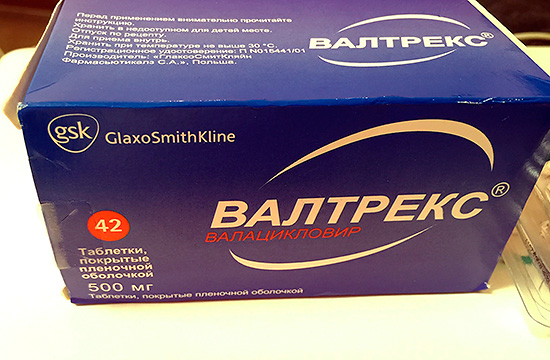 Перед применением внимательно прочитайте
инструкцию.
Хранить в недоступном для детей месте.
Отпуск по рецепту.
Для приема внутрь.
Хранить при температуре не выше 30 °С.
Регистрационное удостоверение: П N015441/01
Производитель: «ГлаксоСмитКляйн
Фармасьютикалз С.А.», Польша.
ВАЛТРЕКС®
gsk GlaxoSmithKline
ВАЛТРЕКС®
ВАЛАЦИКЛОВИР
42
Таблетки,
покрытые
пленочной
оболочкой
500 мг
Таблетки, покрытые пленочной оболочкой